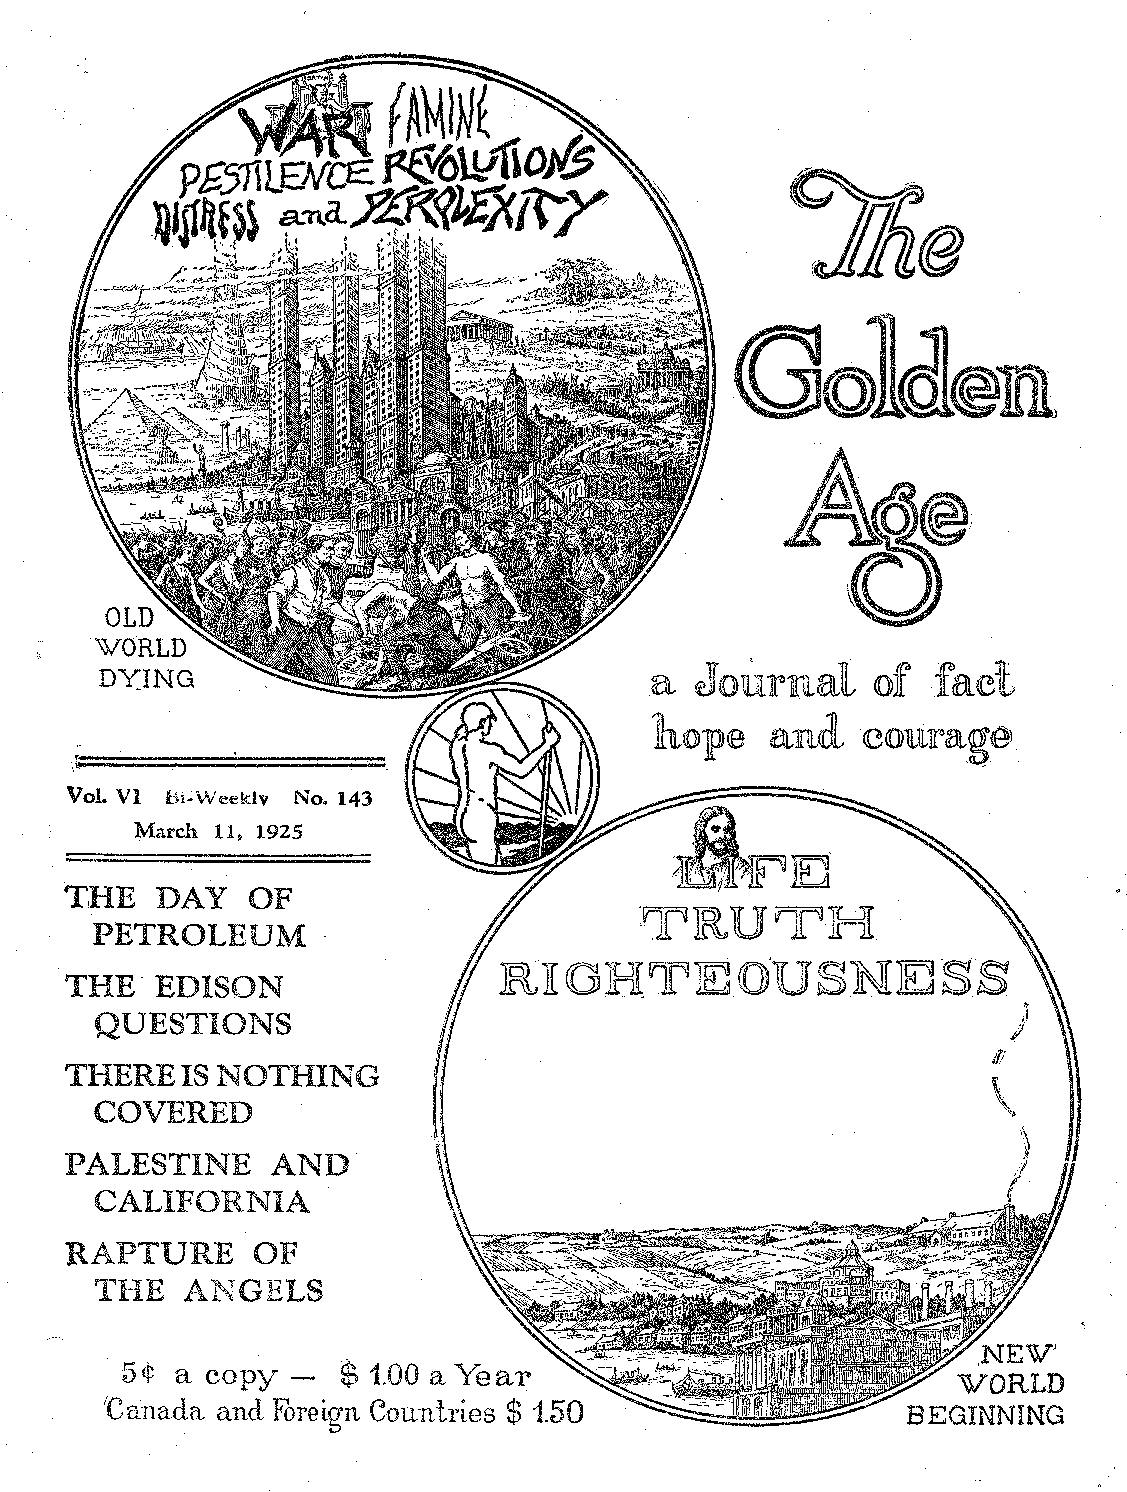 WAR FAMINE
PESTILENCE REVOLUTIONS
DISTRESS and PERPLEXITY
The
Golden
Age
OLD
WORLD
DYING
a Journal of fact
hope and courage
Vol. VI Bi-Weekly No. 143
March 11, 1925
THE DAY OF
PETROLEUM
THE EDISON
QUESTIONS
THERE IS NOTHING
COVERED
PALESTINE AND
CALIFORNIA
RAPTURE OF
THE ANGELS
5¢ a copy — $ 1.00 a Year
Canada and Foreign Countries $ 1.50
LIFE
TRUTH
RIGHTEOUSNESS
NEW
WORLD
BEGINNING